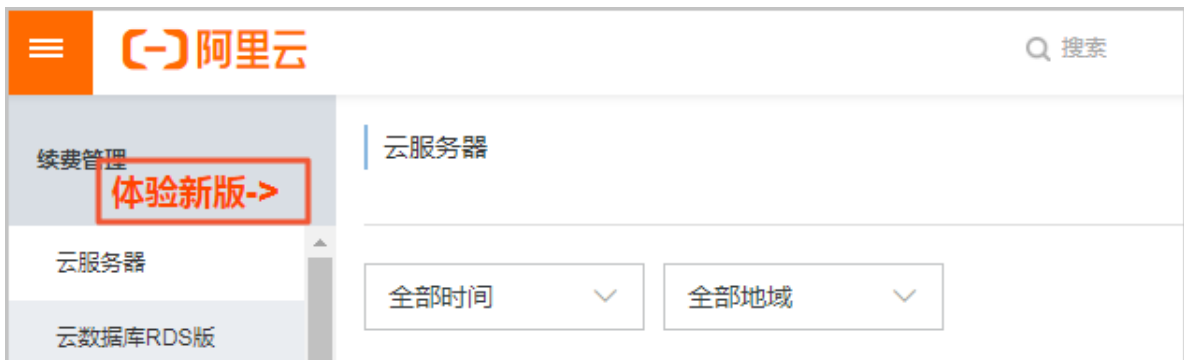 阿里云
搜索
续费管理
体验新版->
云服务器
云数据库RDS版
云服务器
全部时间
全部地域